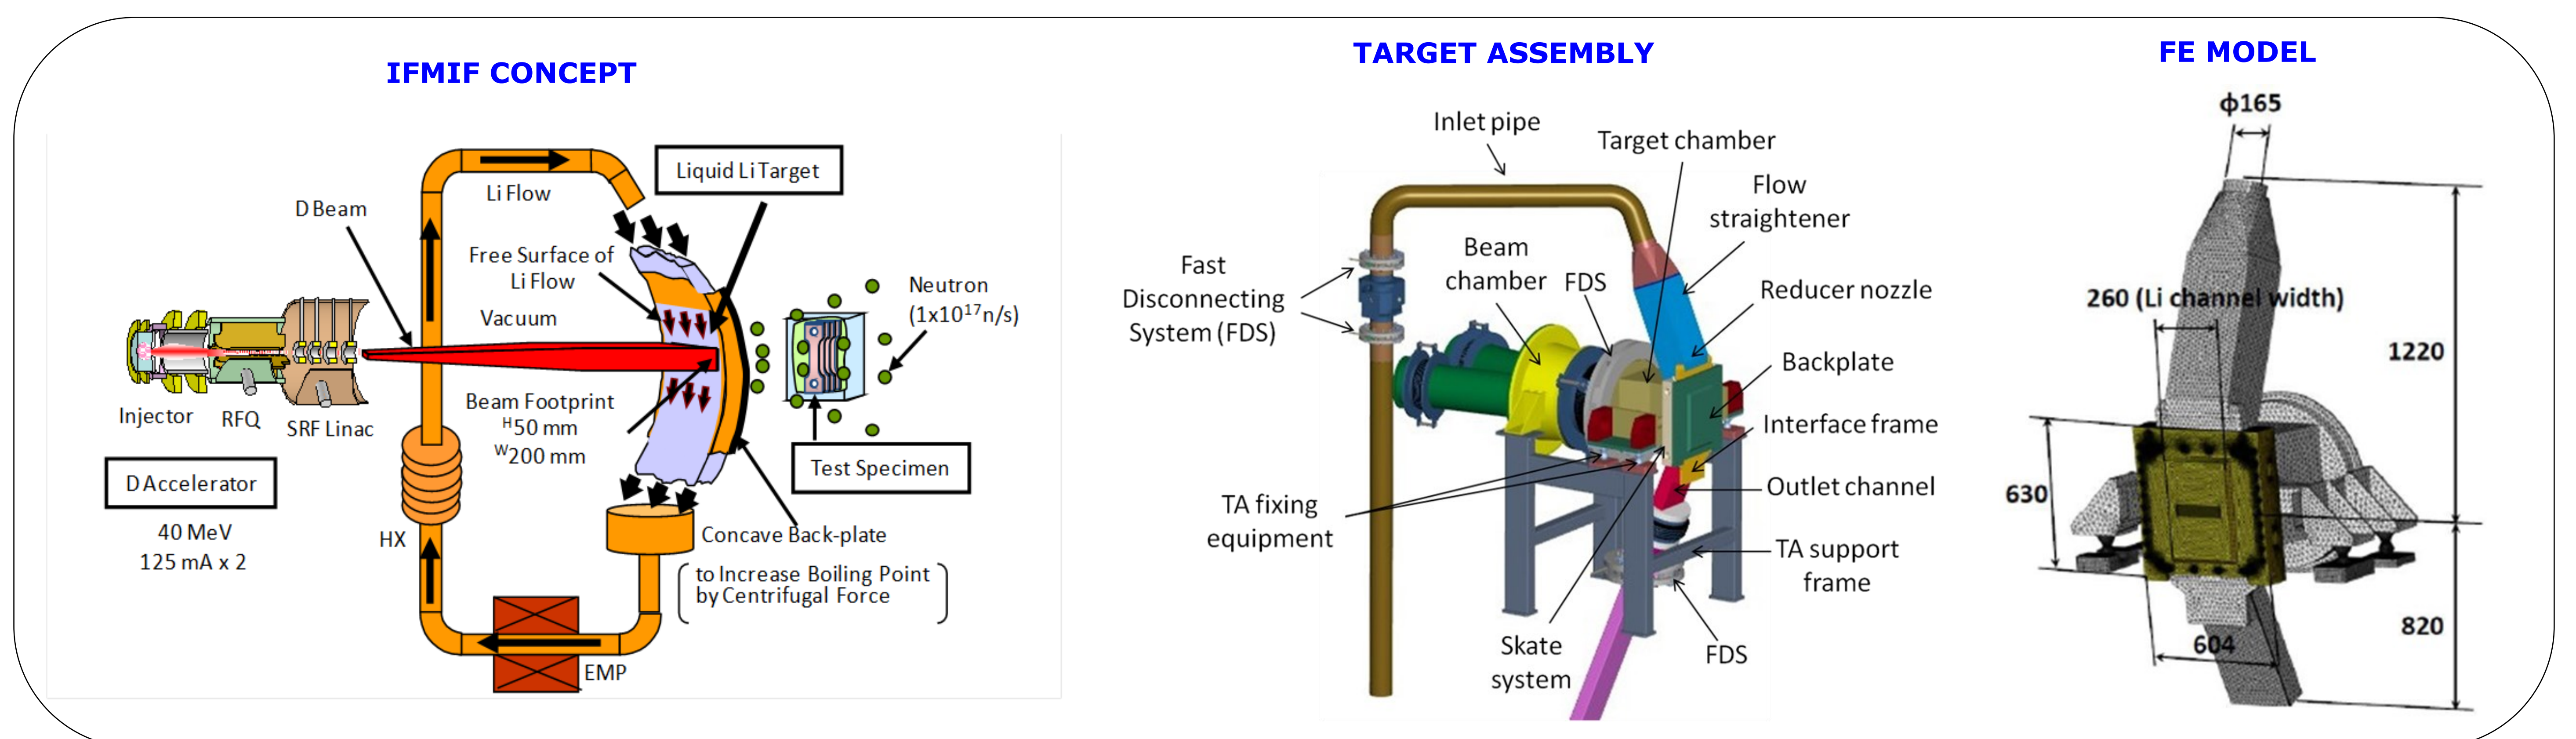 IFMIF CONCEPT
Liquid Li Target
Li Flow
D Beam
Free Surface of
Li Flow
Vacuum
Neutron
(1x10¹⁷n/s)
Injector
RFQ
SRF Linac
Beam Footprint
ᴴ50 mm
ᵂ200 mm
Test Specimen
D Accelerator
40 MeV
125 mA x 2
HX
Concave Back-plate
to Increase Boiling Point
by Centrifugal Force
EMP
TARGET ASSEMBLY
Inlet pipe
Target chamber
Flow
straightener
Beam
chamber
FDS
Fast
Disconnecting
System (FDS)
Reducer nozzle
Backplate
Interface frame
Outlet channel
TA fixing
equipment
TA support
frame
Skate
system
FDS
FE MODEL
ϕ165
260 (Li channel width)
1220
630
604
820